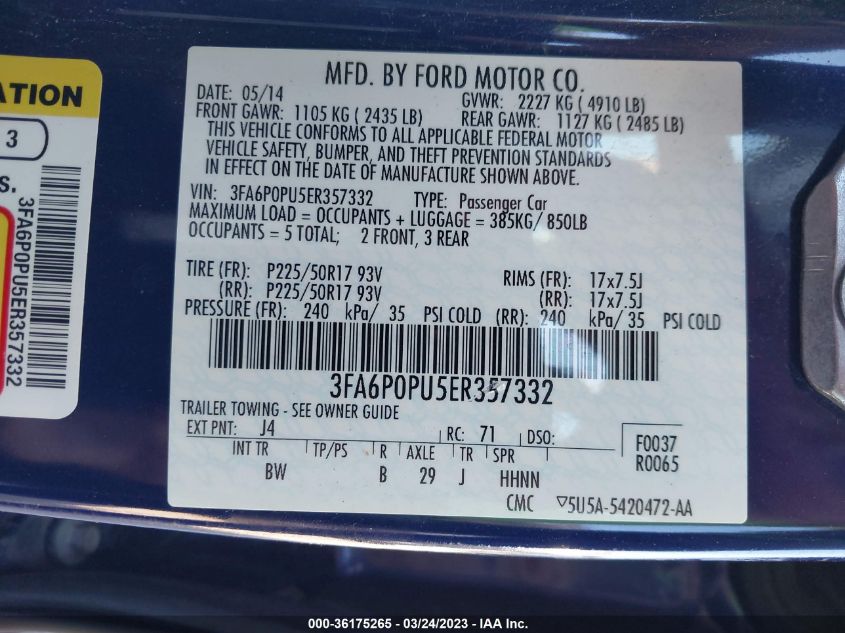 ATION
3
S.
3FA6P0PU5ER357332
MFD. BY FORD MOTOR CO.
DATE: 05/14 GVWR: 2227 KG ( 4910 LB)
FRONT GAWR: 1105 KG ( 2435 LB) REAR GAWR: 1127 KG ( 2485 LB)
THIS VEHICLE CONFORMS TO ALL APPLICABLE FEDERAL MOTOR
VEHICLE SAFETY, BUMPER, AND THEFT PREVENTION STANDARDS
IN EFFECT ON THE DATE OF MANUFACTURE SHOWN ABOVE.
VIN: 3FA6P0PU5ER357332 TYPE: Passenger Car
MAXIMUM LOAD = OCCUPANTS + LUGGAGE = 385KG/ 850LB
OCCUPANTS = 5 TOTAL; 2 FRONT, 3 REAR
TIRE (FR): P225/50R17 93V RIMS (FR): 17x7.5J
(RR): P225/50R17 93V (RR): 17x7.5J
PRESSURE (FR): 240 kPa/ 35 PSI COLD (RR): 240 kPa/ 35 PSI COLD
3FA6P0PU5ER357332
TRAILER TOWING - SEE OWNER GUIDE
EXT PNT: J4 RC: 71 DSO: F0037
INT TR TP/PS R AXLE TR SPR R0065
BW B 29 J HHNN
CMC ▽5U5A-5420472-AA
000-36175265 - 03/24/2023 - IAA Inc.